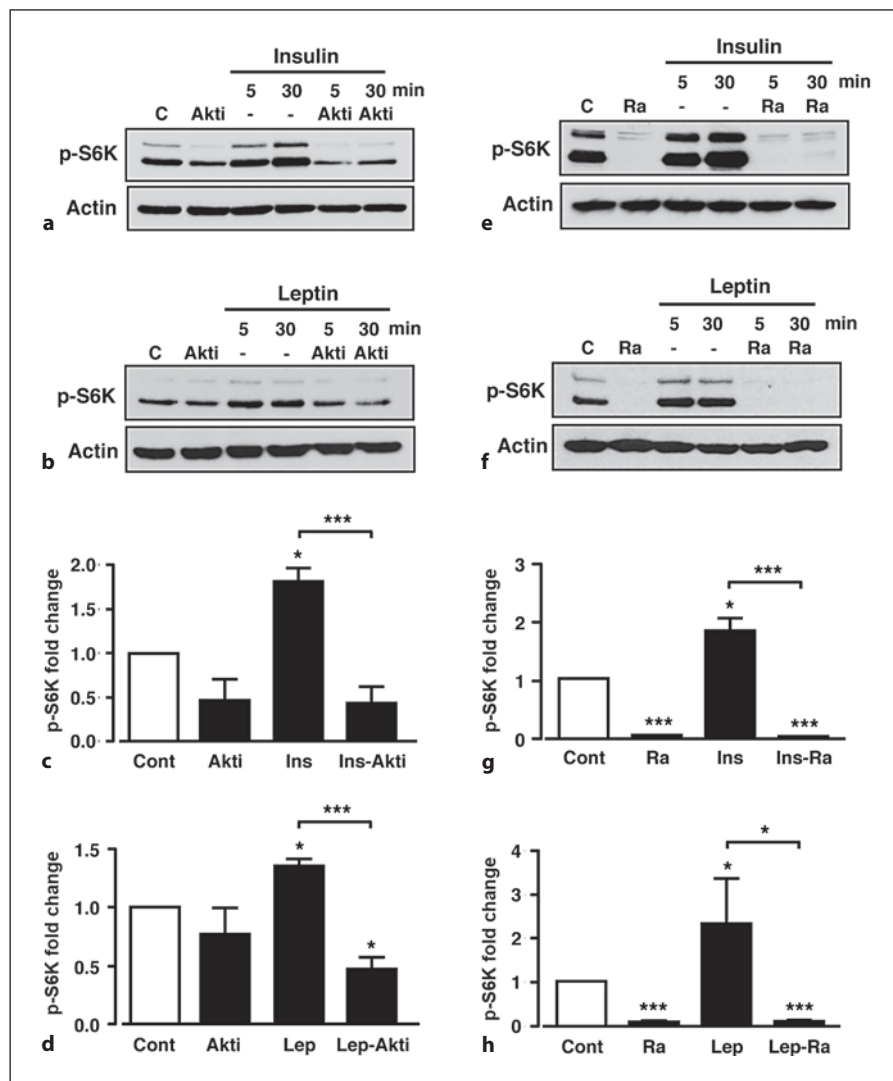 Insulin
5 30 5 30 min
C Akti - - Akti Akti
p-S6K
Actin
a
Leptin
5 30 5 30 min
C Akti - - Akti Akti
p-S6K
Actin
b
***
*
2.0
1.5
1.0
0.5
0.0
p-S6K fold change
Cont Akti Ins Ins-Akti
c
***
*
*
1.5
1.0
0.5
0.0
p-S6K fold change
Cont Akti Lep Lep-Akti
d
Insulin
5 30 5 30 min
C Ra - - Ra Ra
p-S6K
Actin
e
Leptin
5 30 5 30 min
C Ra - - Ra Ra
p-S6K
Actin
f
***
*
*** ***
3
2
1
0
p-S6K fold change
Cont Ra Ins Ins-Ra
g
*
*
*** ***
4
3
2
1
0
p-S6K fold change
Cont Ra Lep Lep-Ra
h